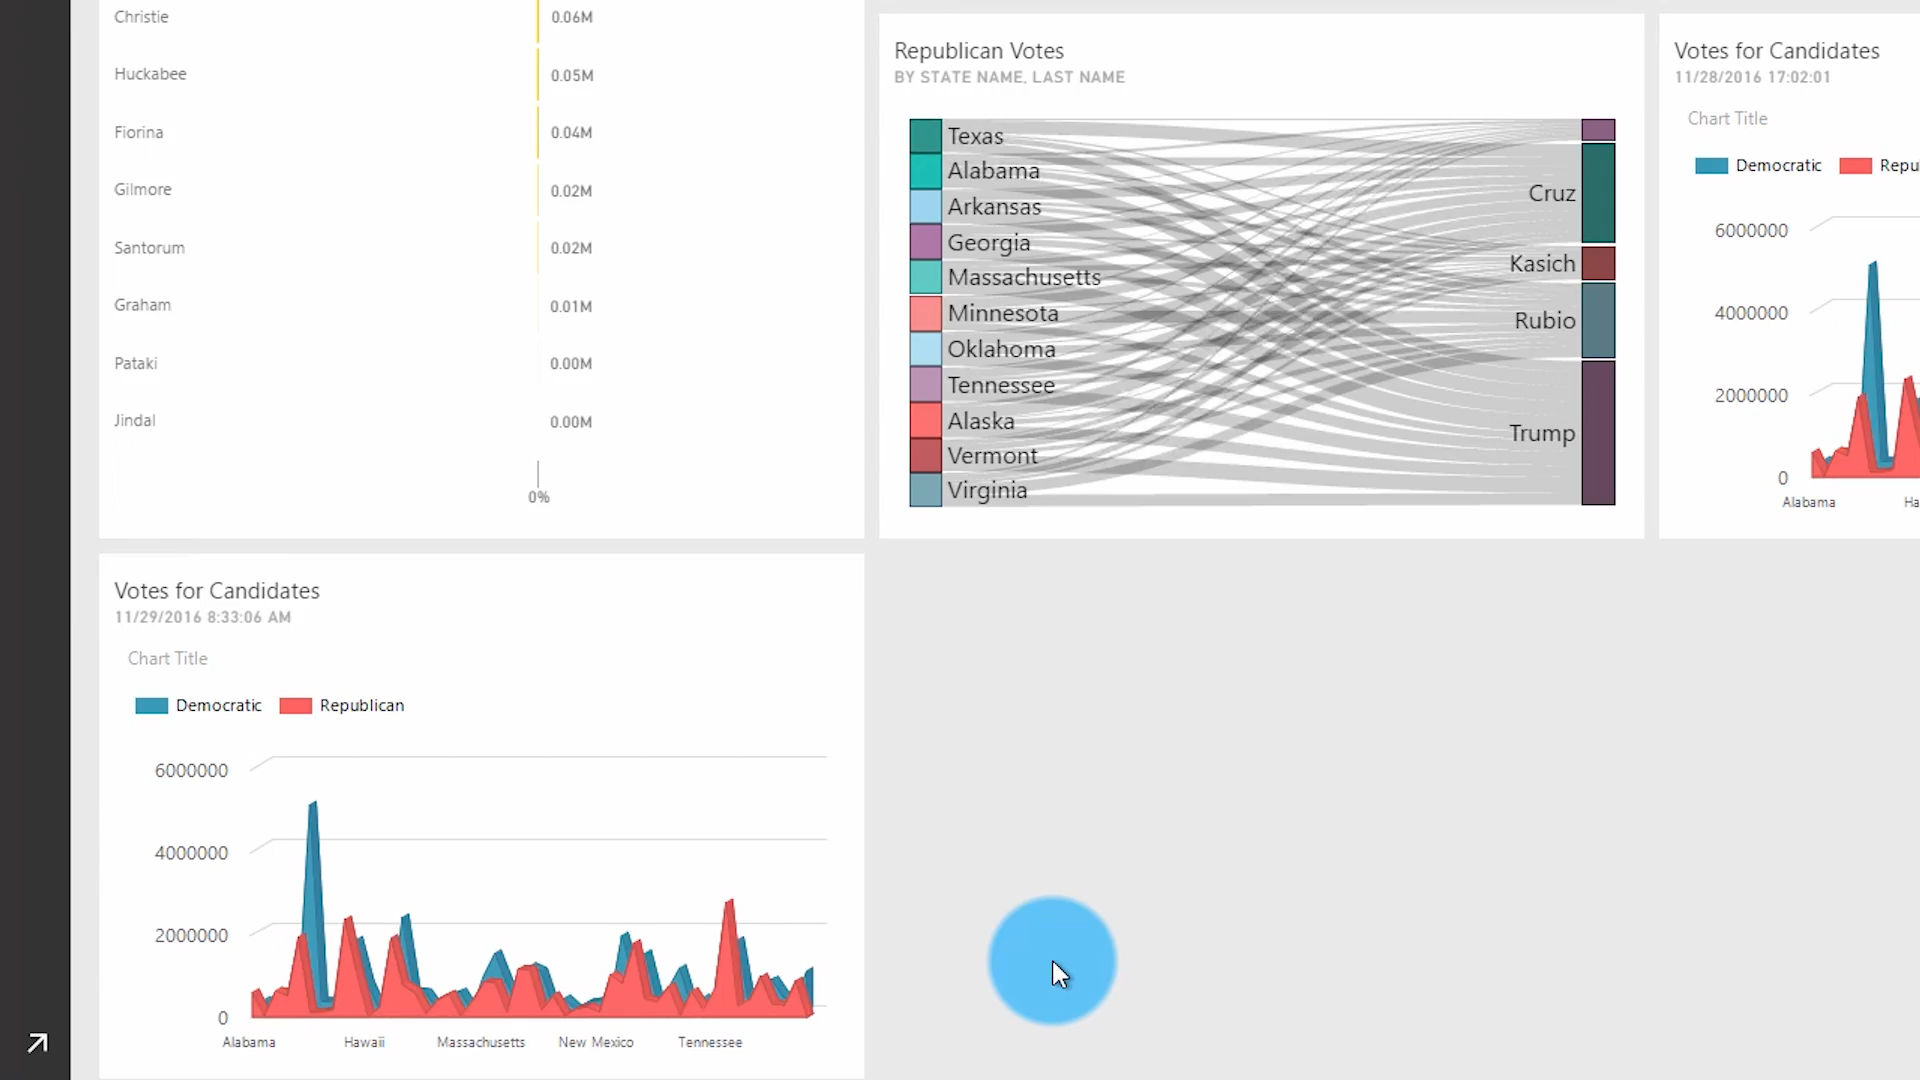 Christie 0.06M
Huckabee 0.05M
Fiorina 0.04M
Gilmore 0.02M
Santorum 0.02M
Graham 0.01M
Pataki 0.00M
Jindal 0.00M
0%
Republican Votes
BY STATE NAME, LAST NAME
Texas
Alabama
Arkansas
Georgia
Massachusetts
Minnesota
Oklahoma
Tennessee
Alaska
Vermont
Virginia
Cruz
Kasich
Rubio
Trump
Votes for Candidates
11/28/2016 17:02:01
Chart Title
Democratic Repu
6000000
4000000
2000000
0
Alabama Ha
Votes for Candidates
11/29/2016 8:33:06 AM
Chart Title
Democratic Republican
6000000
4000000
2000000
0
Alabama Hawaii Massachusetts New Mexico Tennessee